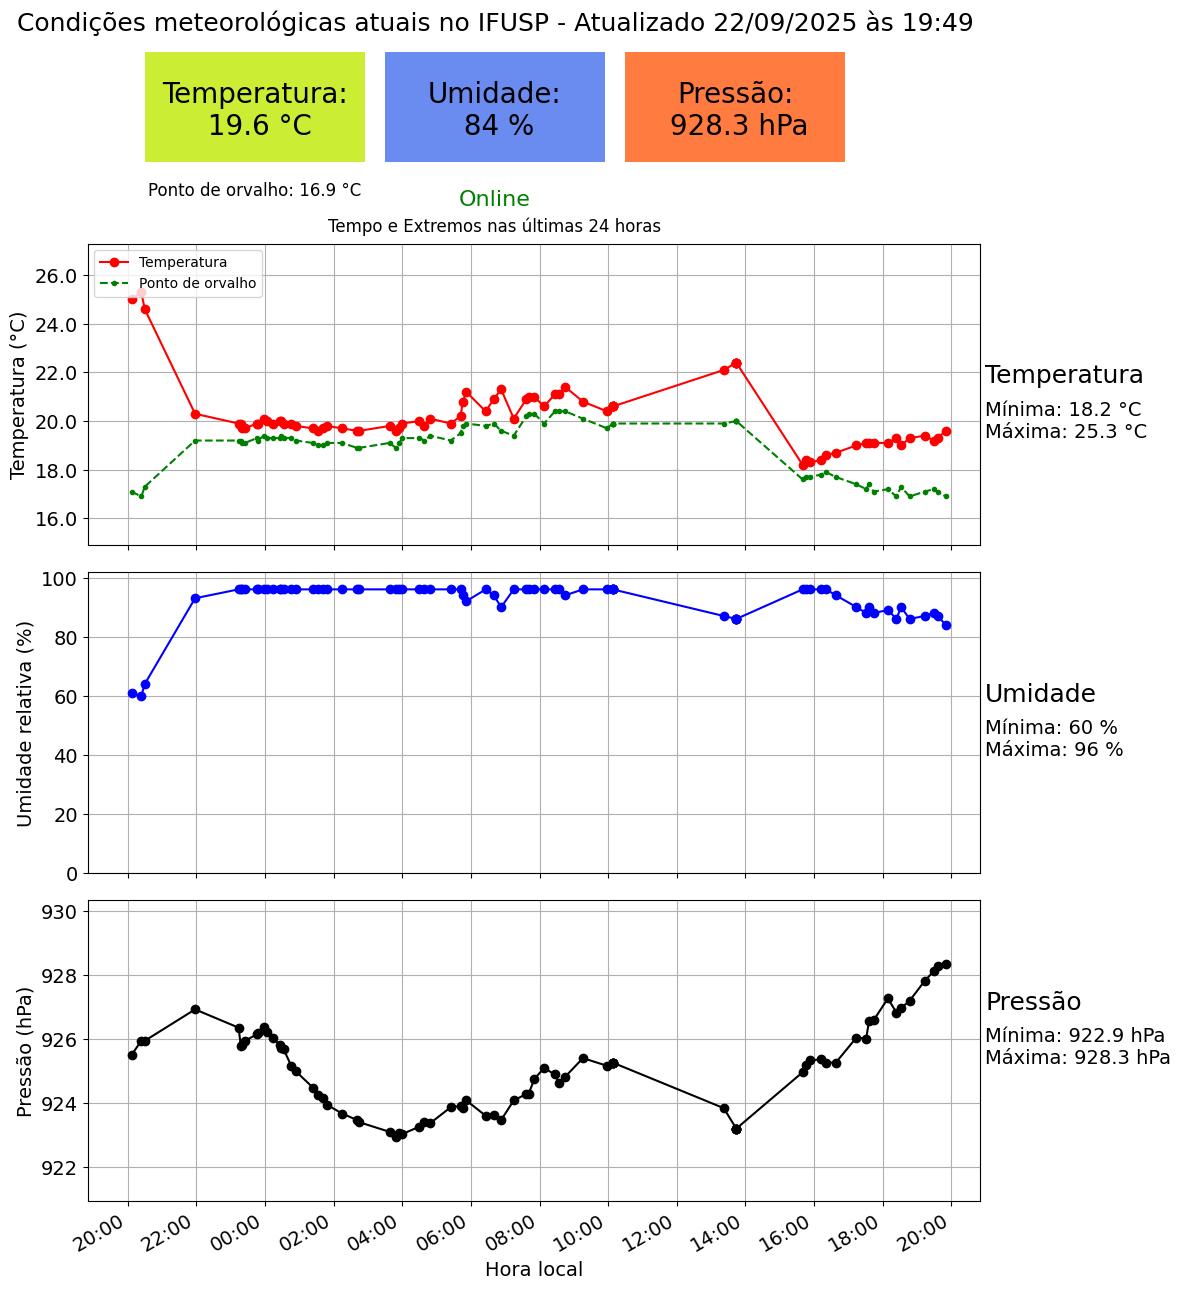 Condições meteorológicas atuais no IFUSP - Atualizado 22/09/2025 às 19:49
Temperatura:
19.6 °C
Umidade:
84 %
Pressão:
928.3 hPa
Ponto de orvalho: 16.9 °C
Online
Tempo e Extremos nas últimas 24 horas
Temperatura
Ponto de orvalho
26.0
24.0
22.0
20.0
18.0
16.0
Temperatura (°C)
Temperatura
Mínima: 18.2 °C
Máxima: 25.3 °C
100
80
60
40
20
0
Umidade relativa (%)
Umidade
Mínima: 60 %
Máxima: 96 %
930
928
926
924
922
Pressão (hPa)
Pressão
Mínima: 922.9 hPa
Máxima: 928.3 hPa
20:00 22:00 00:00 02:00 04:00 06:00 08:00 10:00 12:00 14:00 16:00 18:00 20:00
Hora local